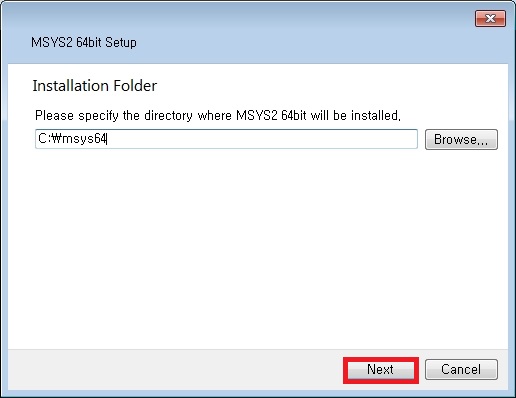 MSYS2 64bit Setup
Installation Folder
Please specify the directory where MSYS2 64bit will be installed.
C:₩msys64
Browse...
Next
Cancel